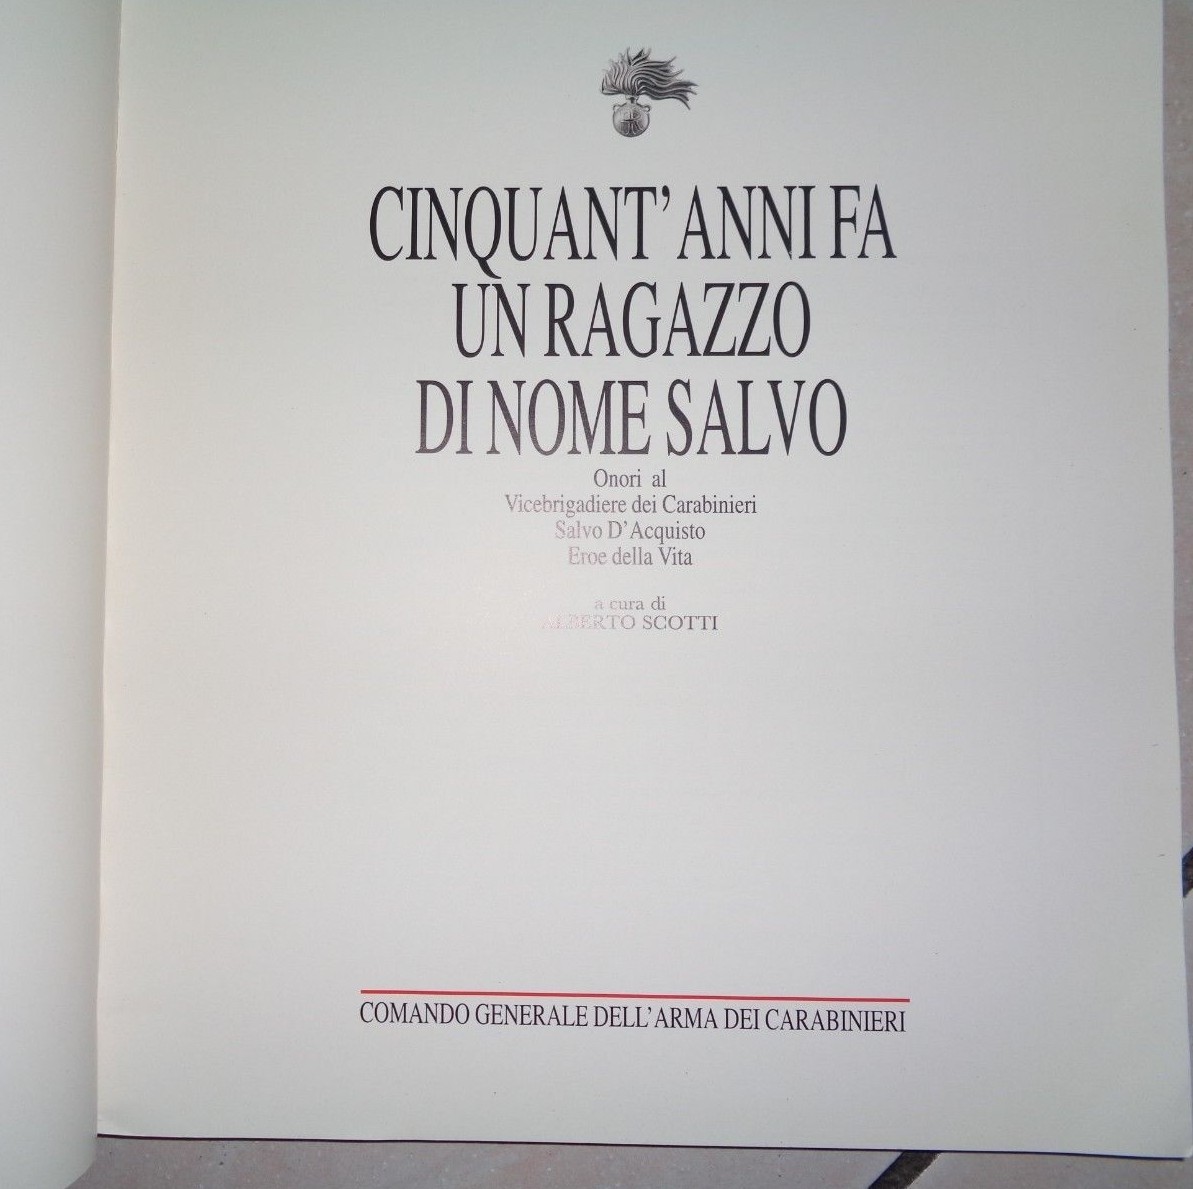 CINQUANT'ANNI FA
UN RAGAZZO
DI NOME SALVO
Onori al
Vicebrigadiere dei Carabinieri
Salvo D'Acquisto
Eroe della Vita
a cura di
ALBERTO SCOTTI
COMANDO GENERALE DELL'ARMA DEI CARABINIERI